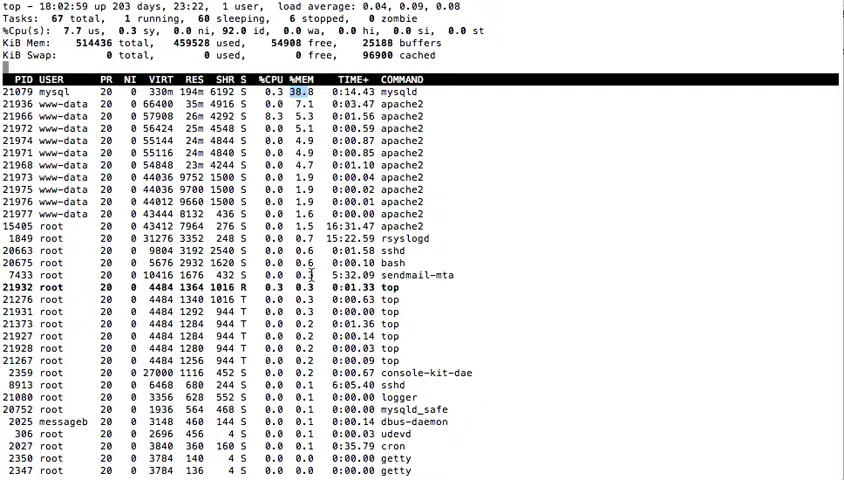 top - 18:02:59 up 203 days, 23:22, 1 user, load average: 0.04, 0.09, 0.08
Tasks: 67 total, 1 running, 60 sleeping, 6 stopped, 0 zombie
%Cpu(s): 7.7 us, 0.3 sy, 0.0 ni, 92.0 id, 0.0 wa, 0.0 hi, 0.0 si, 0.0 st
KiB Mem: 514436 total, 459528 used, 54908 free, 25188 buffers
KiB Swap: 0 total, 0 used, 0 free, 96900 cached
PID USER PR NI VIRT RES SHR S %CPU %MEM TIME+ COMMAND
21079 mysql 20 0 330m 194m 6192 S 0.3 38.8 0:14.43 mysqld
21936 www-data 20 0 66400 35m 4916 S 0.0 7.1 0:03.47 apache2
21966 www-data 20 0 57908 26m 4292 S 8.3 5.3 0:01.56 apache2
21972 www-data 20 0 56424 25m 4548 S 0.0 5.1 0:00.59 apache2
21974 www-data 20 0 55144 24m 4844 S 0.0 4.9 0:00.87 apache2
21971 www-data 20 0 55116 24m 4840 S 0.0 4.9 0:00.85 apache2
21968 www-data 20 0 54848 23m 4244 S 0.0 4.7 0:01.10 apache2
21973 www-data 20 0 44036 9752 1500 S 0.0 1.9 0:00.04 apache2
21975 www-data 20 0 44036 9700 1500 S 0.0 1.9 0:00.02 apache2
21976 www-data 20 0 44012 9660 1500 S 0.0 1.9 0:00.01 apache2
21977 www-data 20 0 43444 8132 436 S 0.0 1.6 0:00.00 apache2
15405 root 20 0 43412 7964 276 S 0.0 1.5 16:31.47 apache2
1849 root 20 0 31276 3352 248 S 0.0 0.7 15:22.59 rsyslogd
20663 root 20 0 9804 3192 2540 S 0.0 0.6 0:01.58 sshd
20675 root 20 0 5676 2932 1620 S 0.0 0.6 0:00.10 bash
7433 root 20 0 10416 1676 432 S 0.0 0.3 5:32.09 sendmail-mta
21932 root 20 0 4484 1364 1016 R 0.3 0.3 0:01.33 top
21276 root 20 0 4484 1340 1016 T 0.0 0.3 0:00.63 top
21931 root 20 0 4484 1292 944 T 0.0 0.3 0:00.00 top
21373 root 20 0 4484 1284 944 T 0.0 0.2 0:01.36 top
21927 root 20 0 4484 1284 944 T 0.0 0.2 0:00.14 top
21928 root 20 0 4484 1280 944 T 0.0 0.2 0:00.03 top
21267 root 20 0 4484 1256 944 T 0.0 0.2 0:00.09 top
2359 root 20 0 27000 1116 452 S 0.0 0.2 0:00.67 console-kit-dae
8913 root 20 0 6468 680 244 S 0.0 0.1 6:05.40 sshd
21080 root 20 0 3356 628 552 S 0.0 0.1 0:00.00 logger
20752 root 20 0 1936 564 468 S 0.0 0.1 0:00.00 mysqld_safe
2025 messageb 20 0 3148 460 144 S 0.0 0.1 0:00.14 dbus-daemon
306 root 20 0 2696 456 4 S 0.0 0.1 0:00.03 udevd
2027 root 20 0 3840 360 160 S 0.0 0.1 0:35.79 cron
2350 root 20 0 3784 140 4 S 0.0 0.0 0:00.00 getty
2347 root 20 0 3784 136 4 S 0.0 0.0 0:00.00 getty